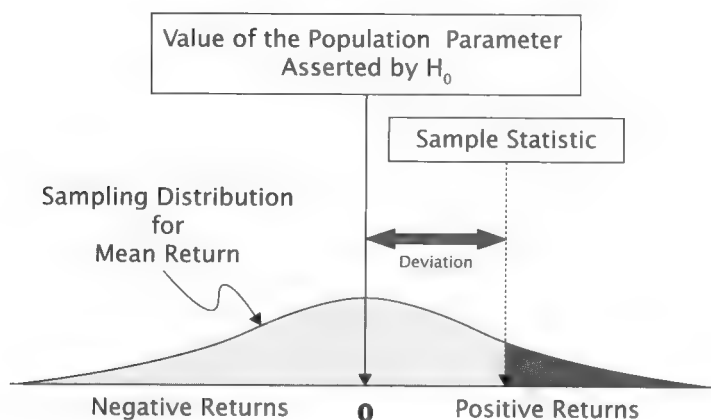 Value of the Population Parameter
Asserted by H₀
Sample Statistic
Sampling Distribution
for
Mean Return
Deviation
Negative Returns
0
Positive Returns